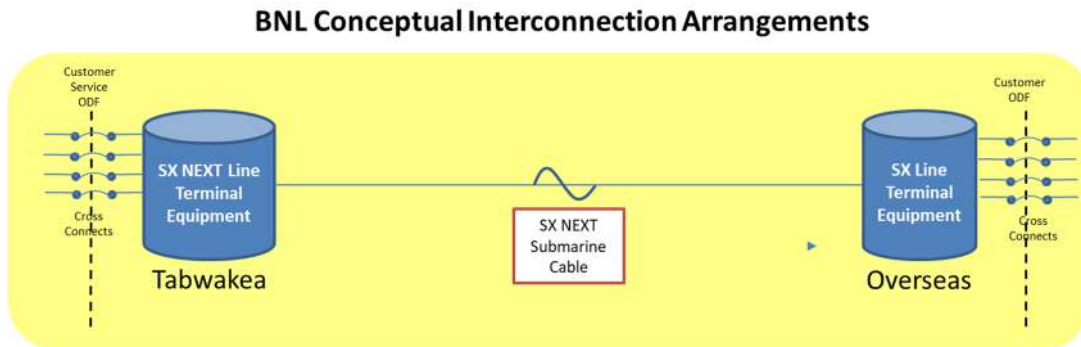 BNL Conceptual Interconnection Arrangements
Customer
Service
ODF
SX NEXT Line
Terminal
Equipment
Cross
Connects
Tabwakea
SX NEXT
Submarine
Cable
Customer
ODF
SX Line
Terminal
Equipment
Cross
Connects
Overseas